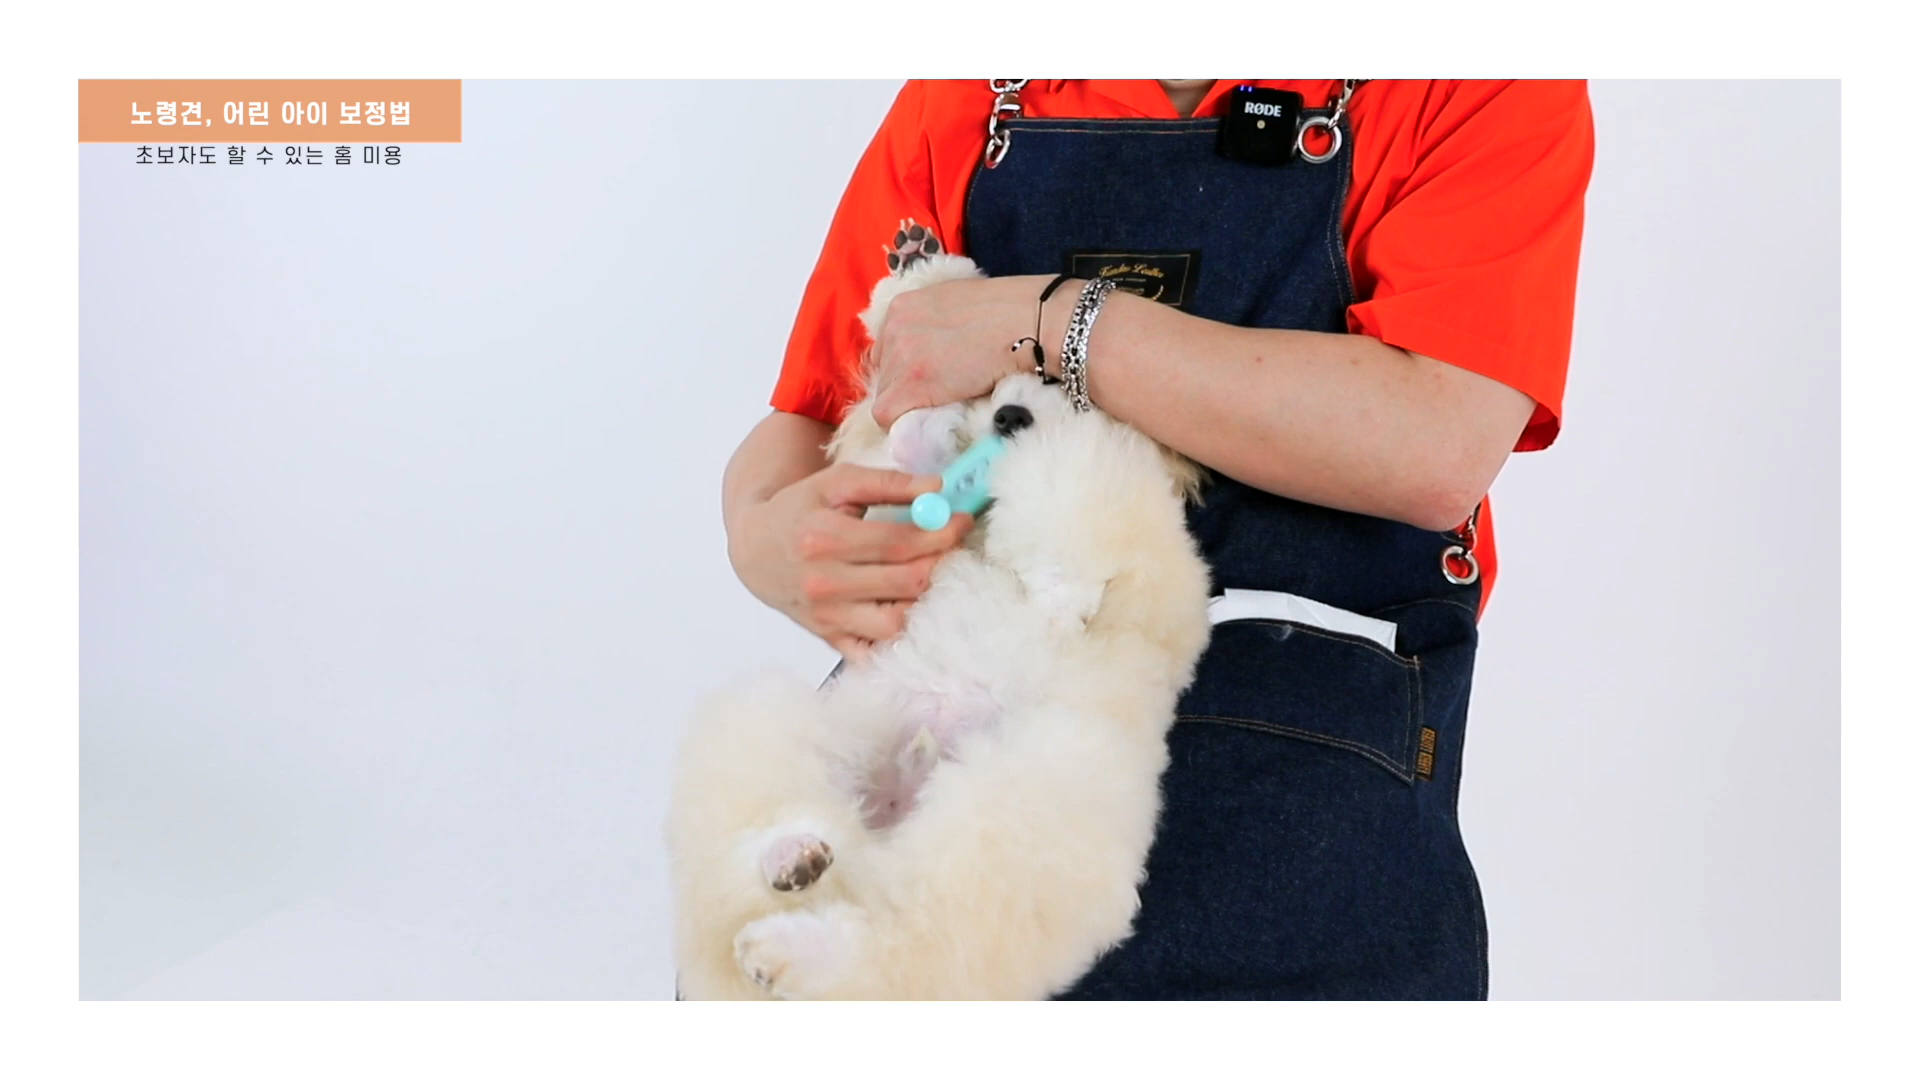 노령견, 어린 아이 보정법
초보자도 할 수 있는 홈 미용
RØDE